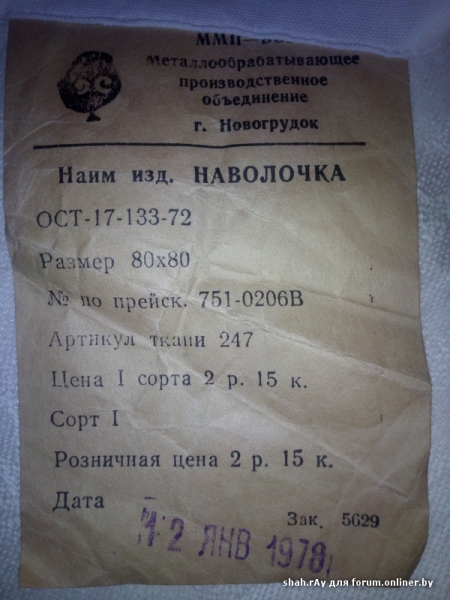 Металлообрабатывающее
производственное
объединение
г. Новогрудок
Наим изд. НАВОЛОЧКА
ОСТ-17-133-72
Размер 80х80
№ по прейск. 751-0206В
Артикул ткани 247
Цена I сорта 2 р. 15 к.
Сорт I
Розничная цена 2 р. 15 к.
Дата
Зак. 5629
12 ЯНВ 1978
shah.rAy для forum.onliner.by